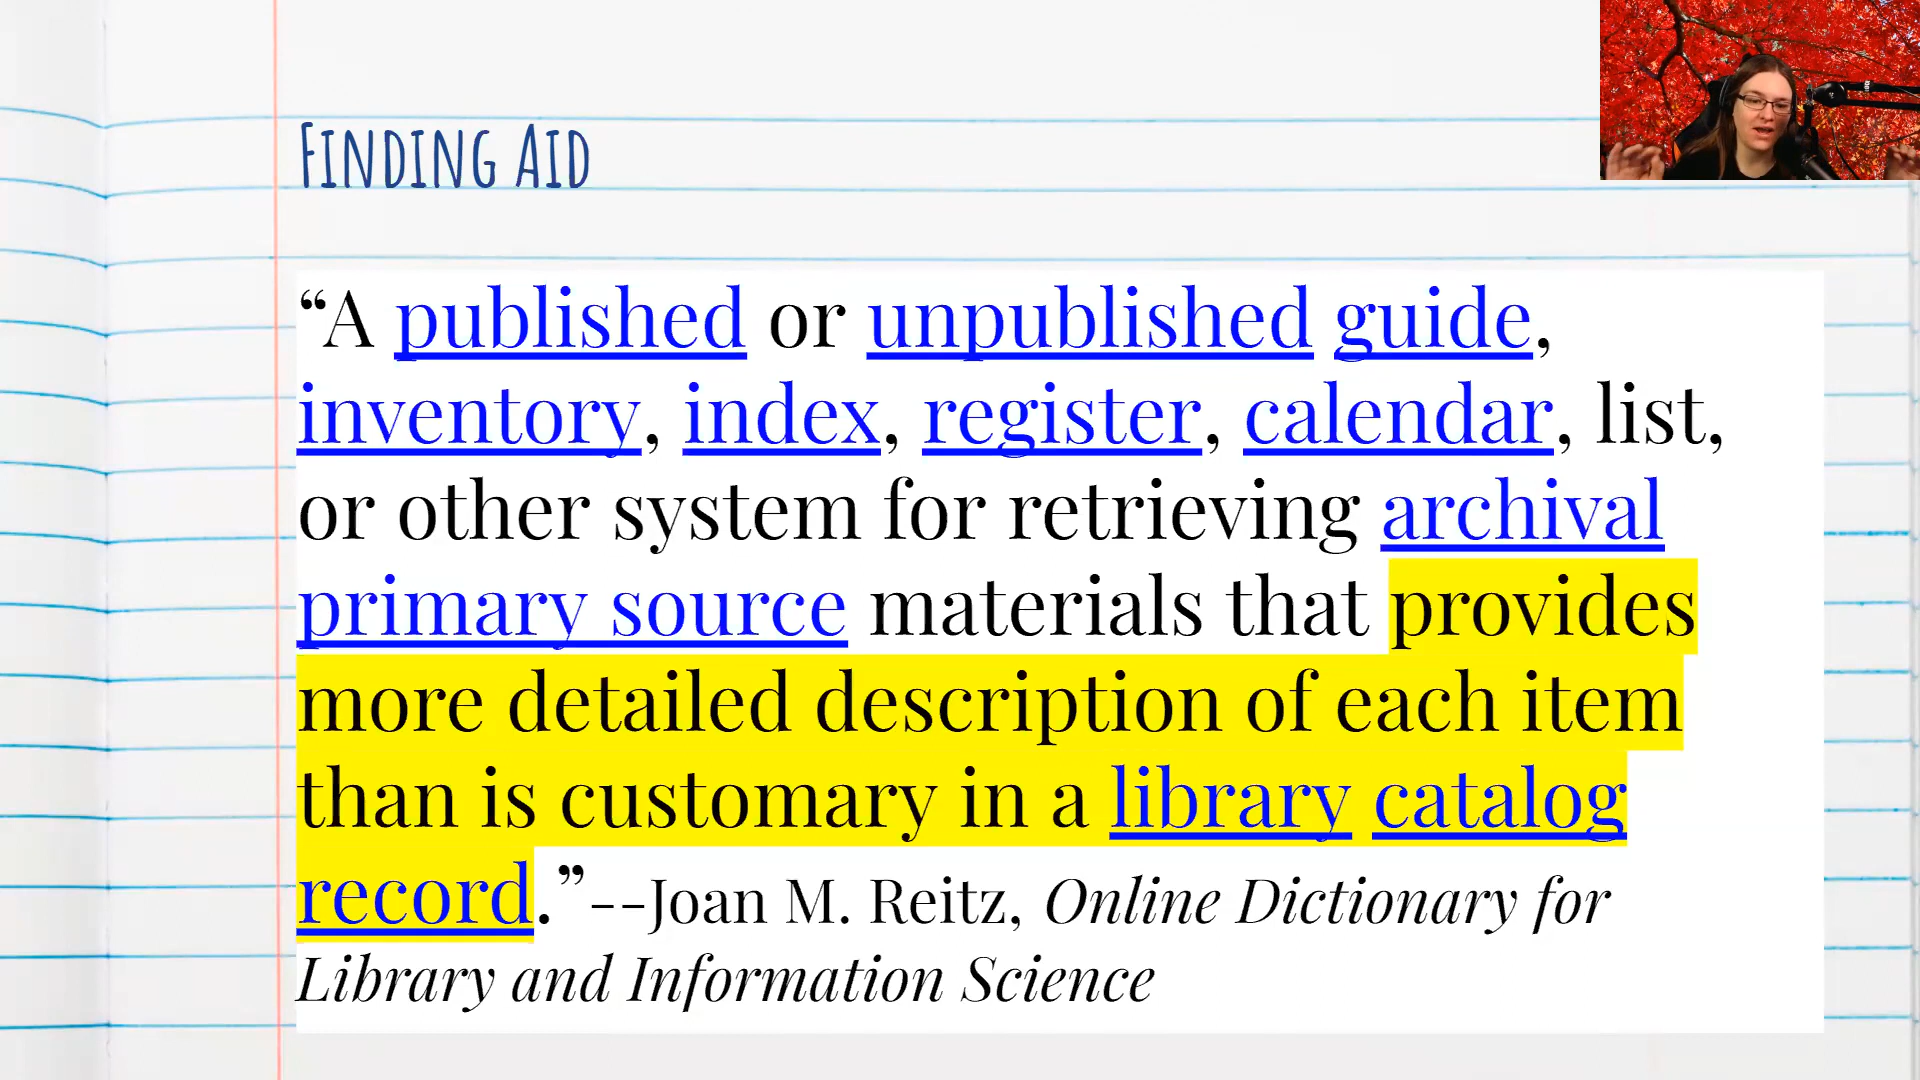 Finding Aid
“A published or unpublished guide,
inventory, index, register, calendar, list,
or other system for retrieving archival
primary source materials that provides
more detailed description of each item
than is customary in a library catalog
record.”--Joan M. Reitz, Online Dictionary for
Library and Information Science